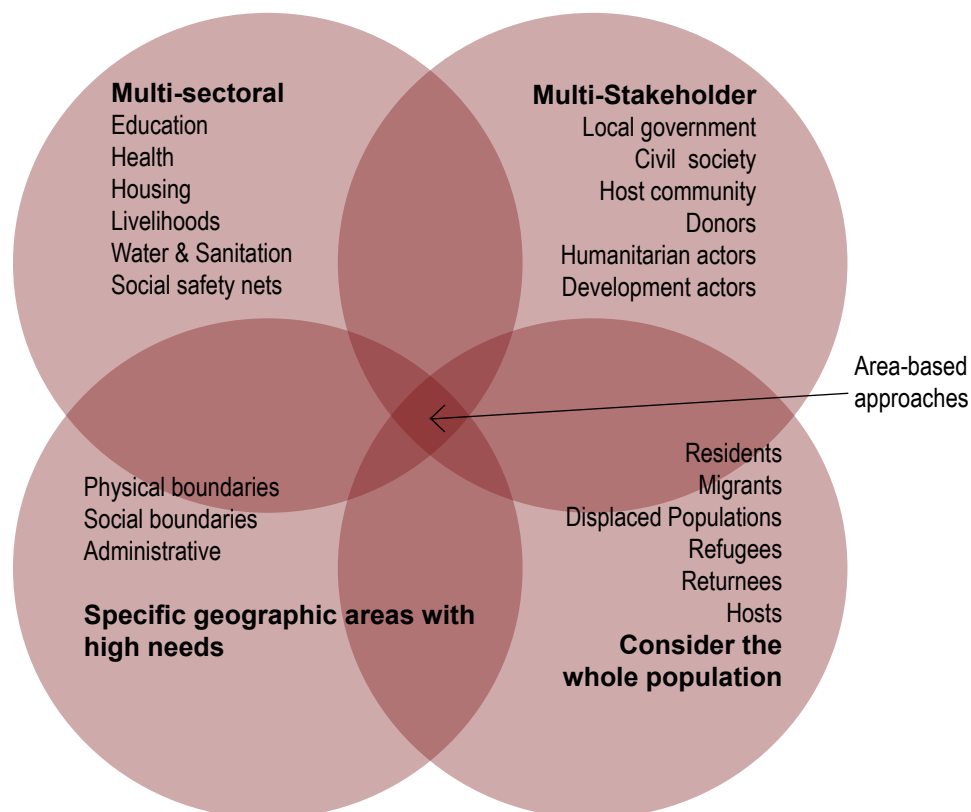 Multi-sectoral
Education
Health
Housing
Livelihoods
Water & Sanitation
Social safety nets
Multi-Stakeholder
Local government
Civil society
Host community
Donors
Humanitarian actors
Development actors
Area-based
approaches
Physical boundaries
Social boundaries
Administrative
Specific geographic areas with
high needs
Residents
Migrants
Displaced Populations
Refugees
Returnees
Hosts
Consider the
whole population